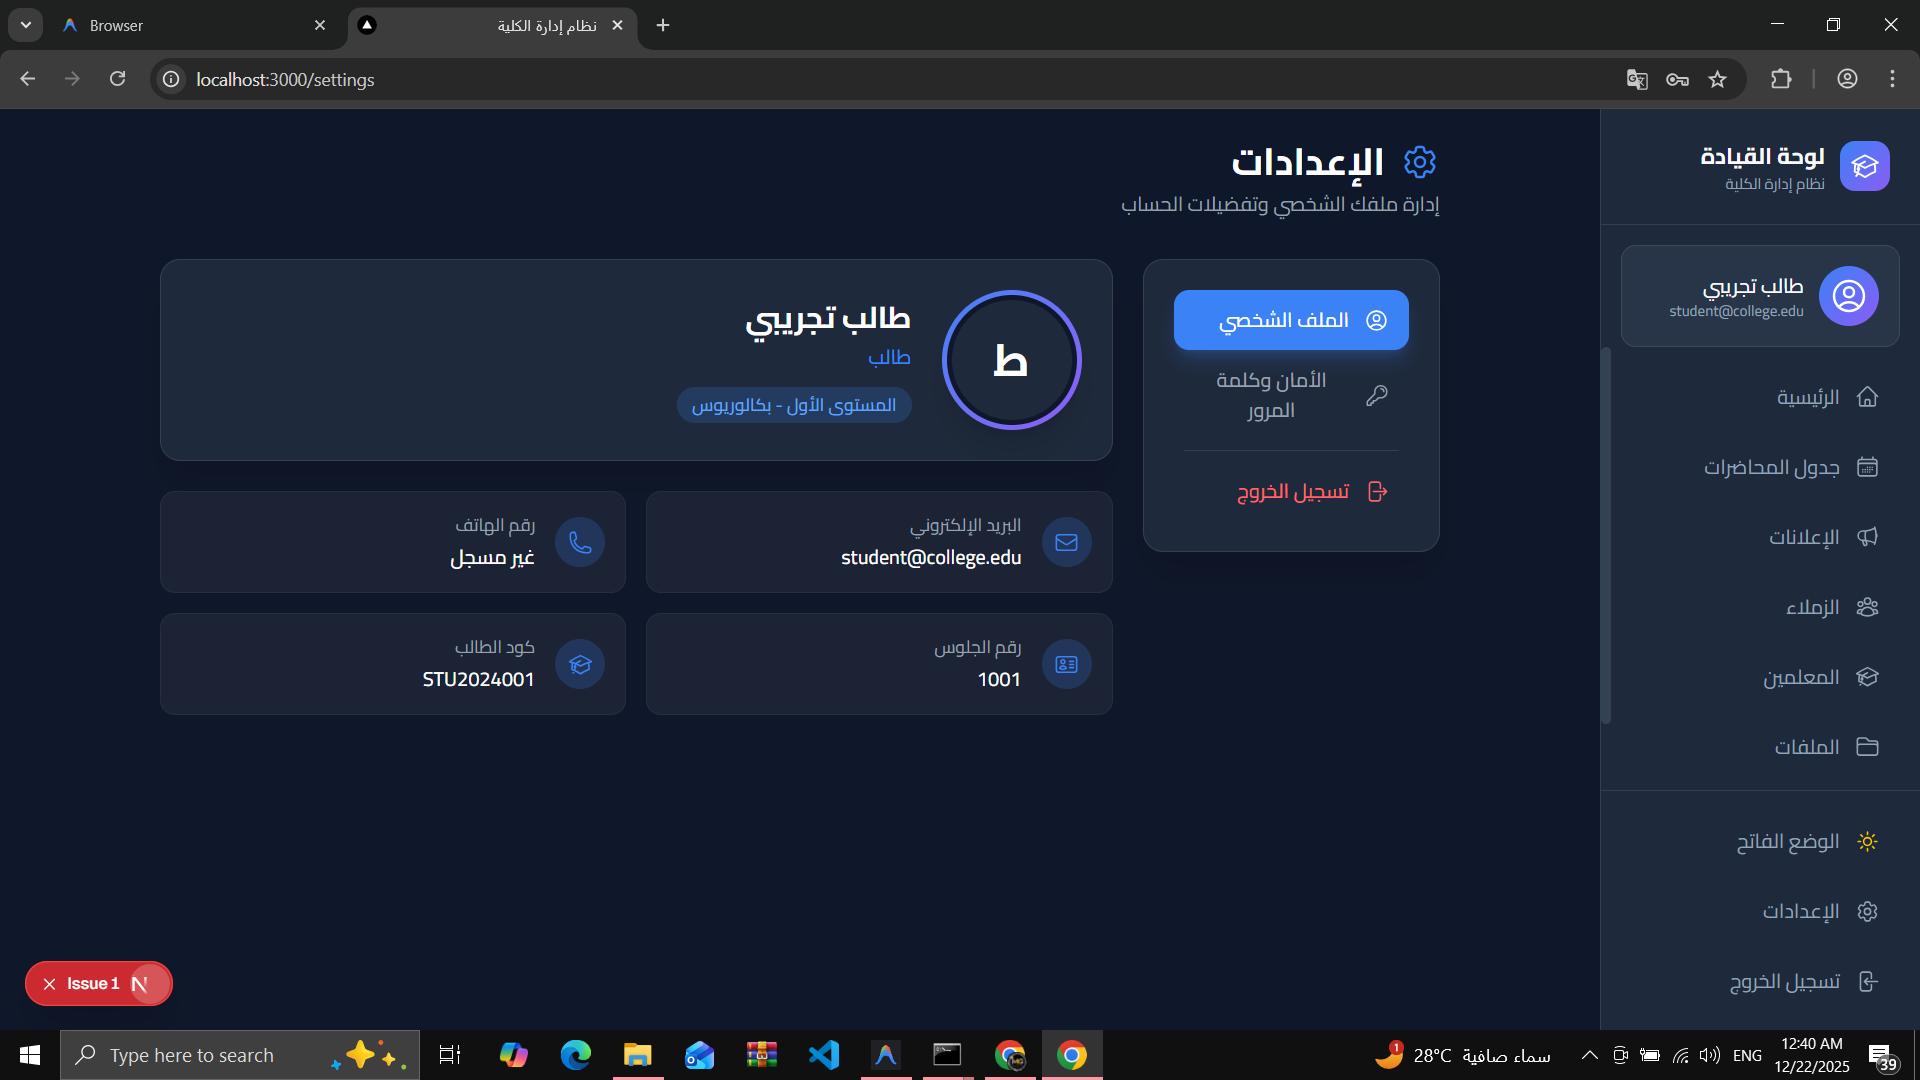 Browser
نظام إدارة الكلية
localhost:3000/settings
لوحة القيادة
نظام إدارة الكلية
طالب تجريبي
student@college.edu
الرئيسية
جدول المحاضرات
الإعلانات
الزملاء
المعلمين
الملفات
الوضع الفاتح
الإعدادات
تسجيل الخروج
الإعدادات
إدارة ملفك الشخصي وتفضيلات الحساب
الملف الشخصي
الأمان وكلمة
المرور
تسجيل الخروج
ط
طالب تجريبي
طالب
المستوى الأول - بكالوريوس
البريد الإلكتروني
student@college.edu
رقم الهاتف
غير مسجل
رقم الجلوس
1001
كود الطالب
STU2024001
Issue 1
N
Type here to search
1
28°C سماء صافية
ENG
12:40 AM
12/22/2025
39